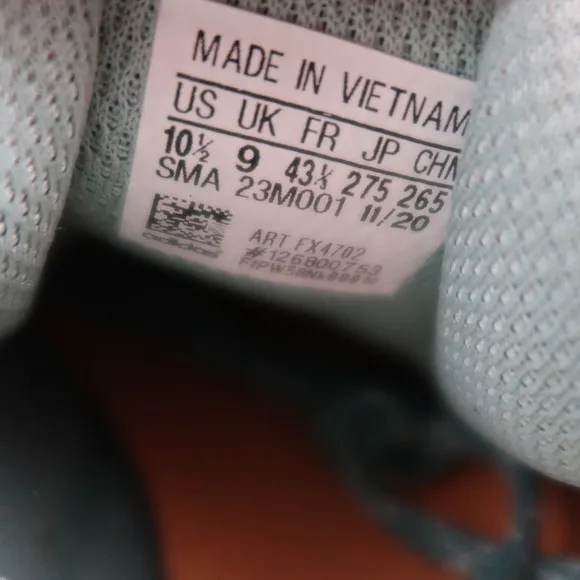 MADE IN VIETNAM
US UK FR JP CHN
10½ 9 43⅓ 275 265
SMA 23M001 11/20
ART FX4702
#126800753
adidas